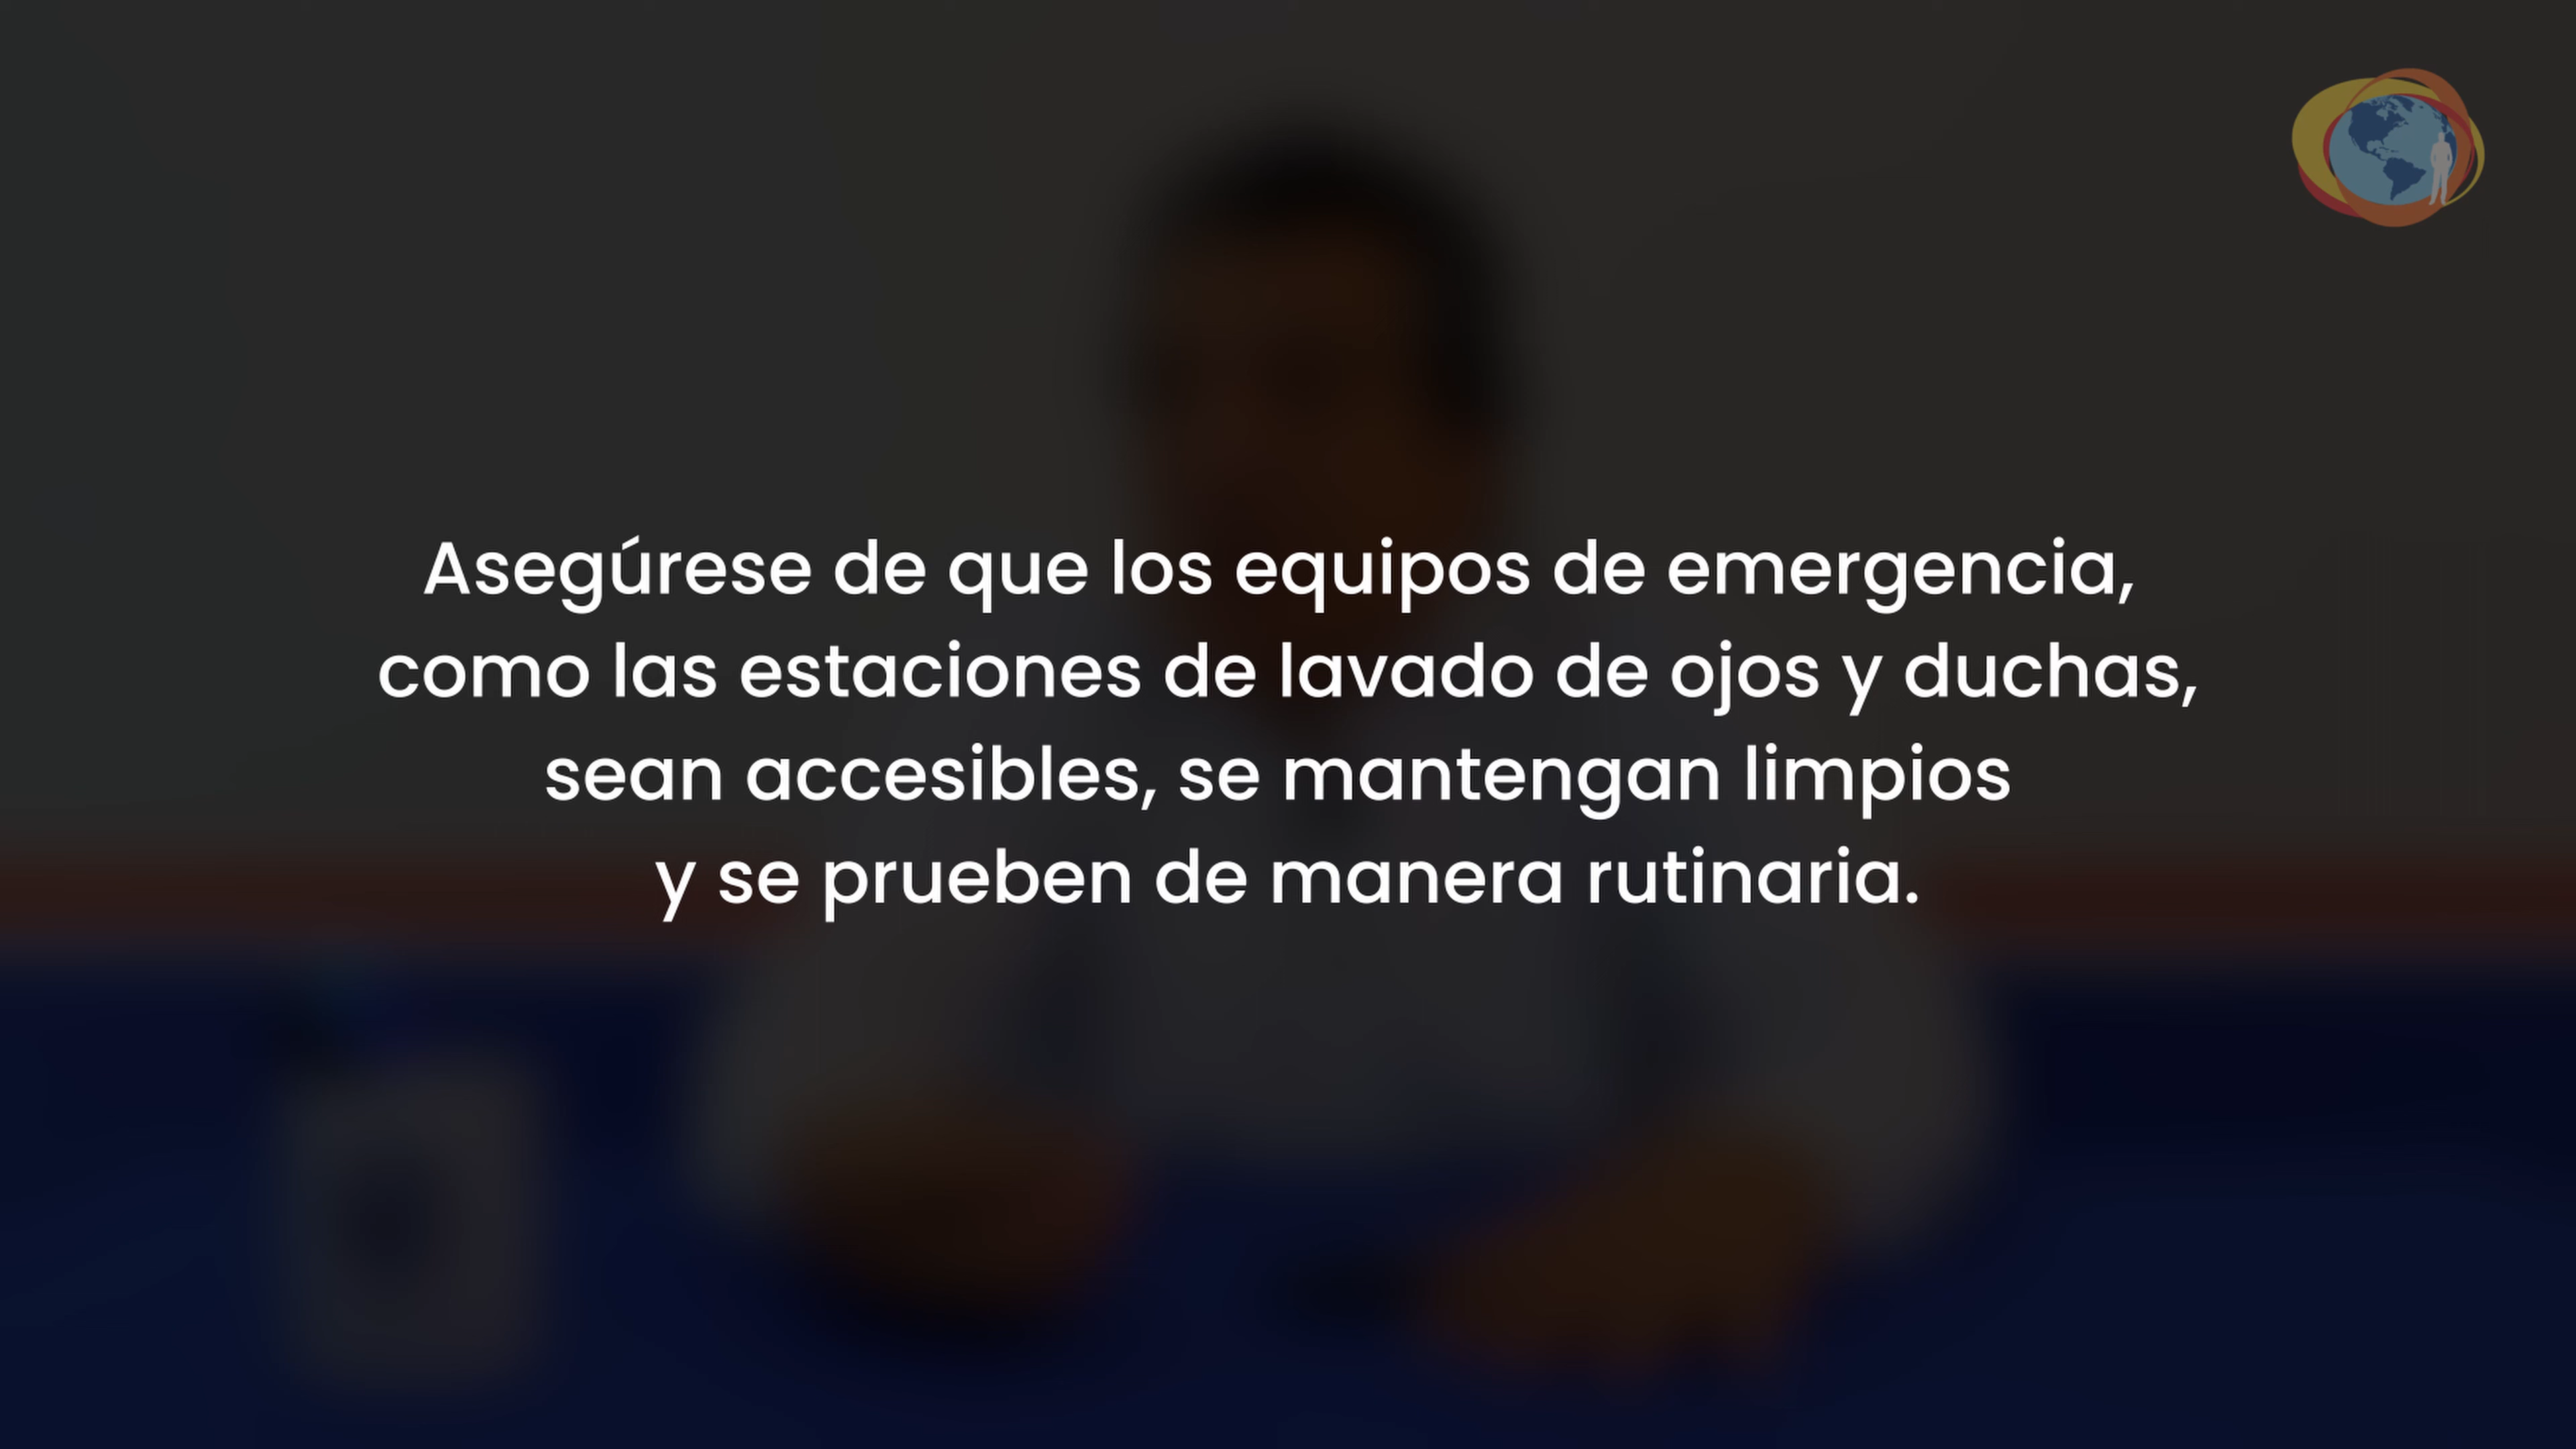 Asegúrese de que los equipos de emergencia,
como las estaciones de lavado de ojos y duchas,
sean accesibles, se mantengan limpios
y se prueben de manera rutinaria.